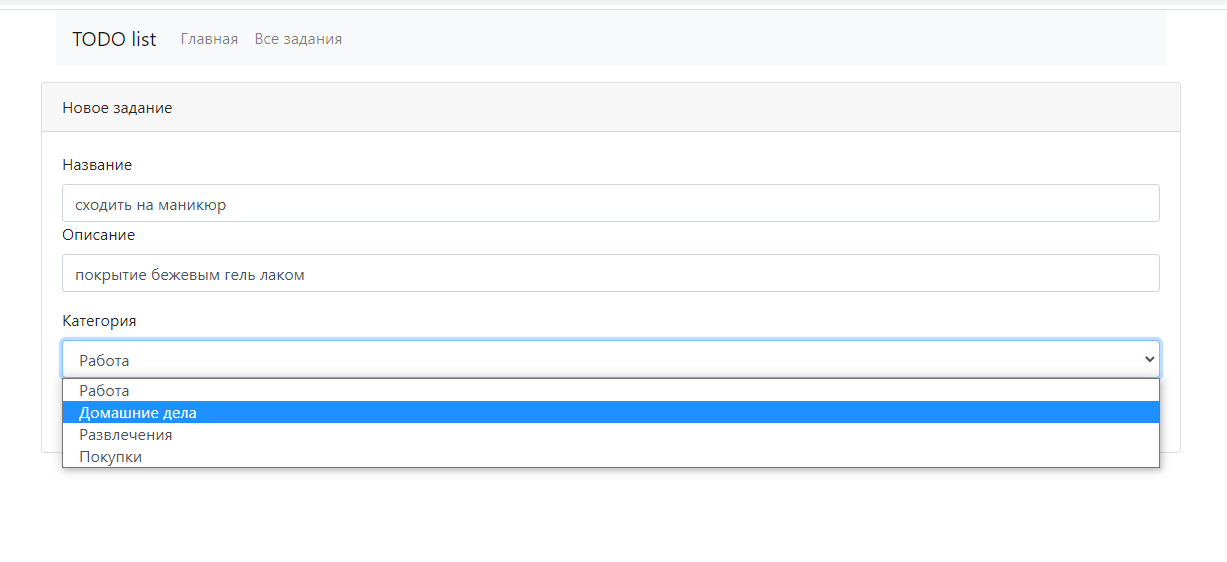 TODO list Главная Все задания
Новое задание
Название
сходить на маникюр
Описание
покрытие бежевым гель лаком
Категория
Работа
Работа
Домашние дела
Развлечения
Покупки